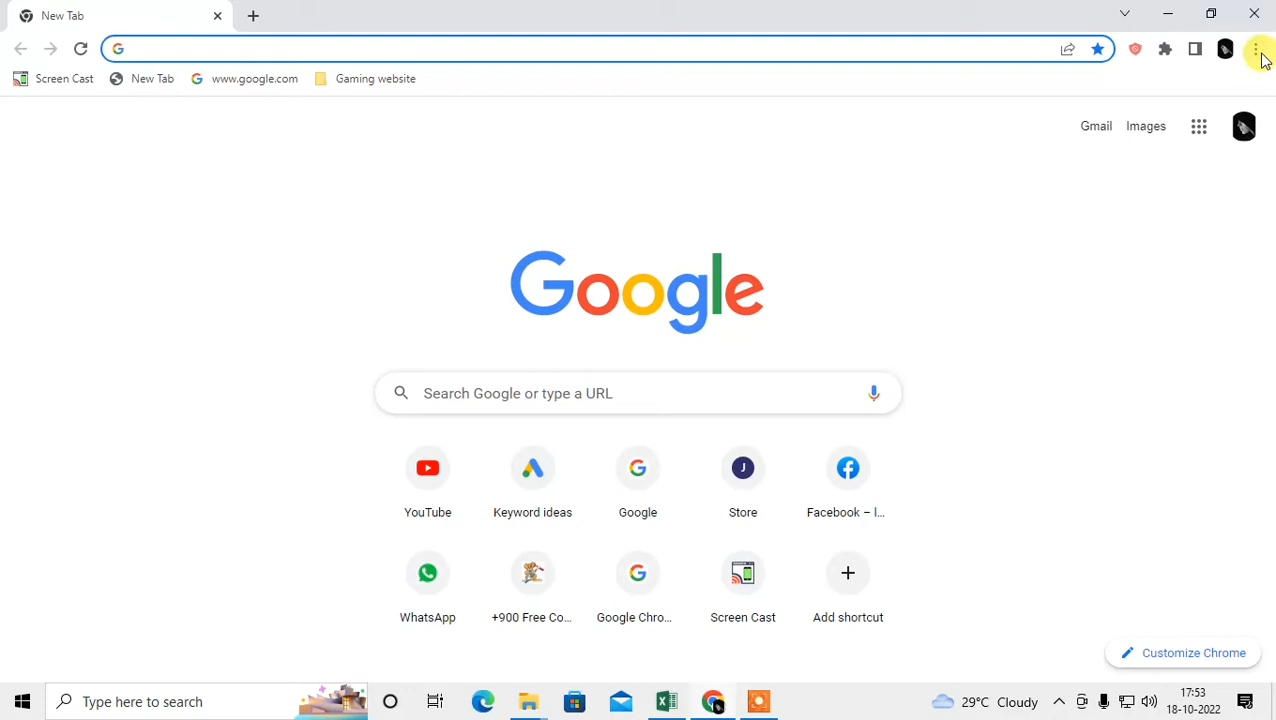 New Tab
Screen Cast
New Tab
www.google.com
Gaming website
Gmail
Images
Google
Search Google or type a URL
J
YouTube
Keyword ideas
Google
Store
Facebook – l...
WhatsApp
+900 Free Co...
Google Chro...
Screen Cast
Add shortcut
Customize Chrome
Type here to search
29°C Cloudy
17:53
18-10-2022